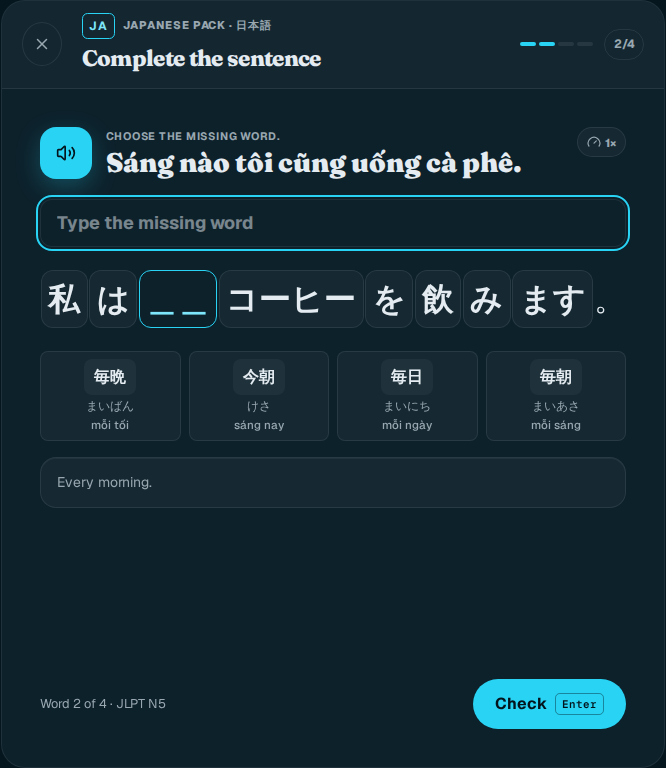 JA JAPANESE PACK · 日本語
Complete the sentence
2/4
CHOOSE THE MISSING WORD.
Sáng nào tôi cũng uống cà phê.
1×
Type the missing word
私 は __ コーヒー を 飲 み ます 。
毎晩
まいばん
mỗi tối
今朝
けさ
sáng nay
毎日
まいにち
mỗi ngày
毎朝
まいあさ
mỗi sáng
Every morning.
Word 2 of 4 · JLPT N5
Check Enter